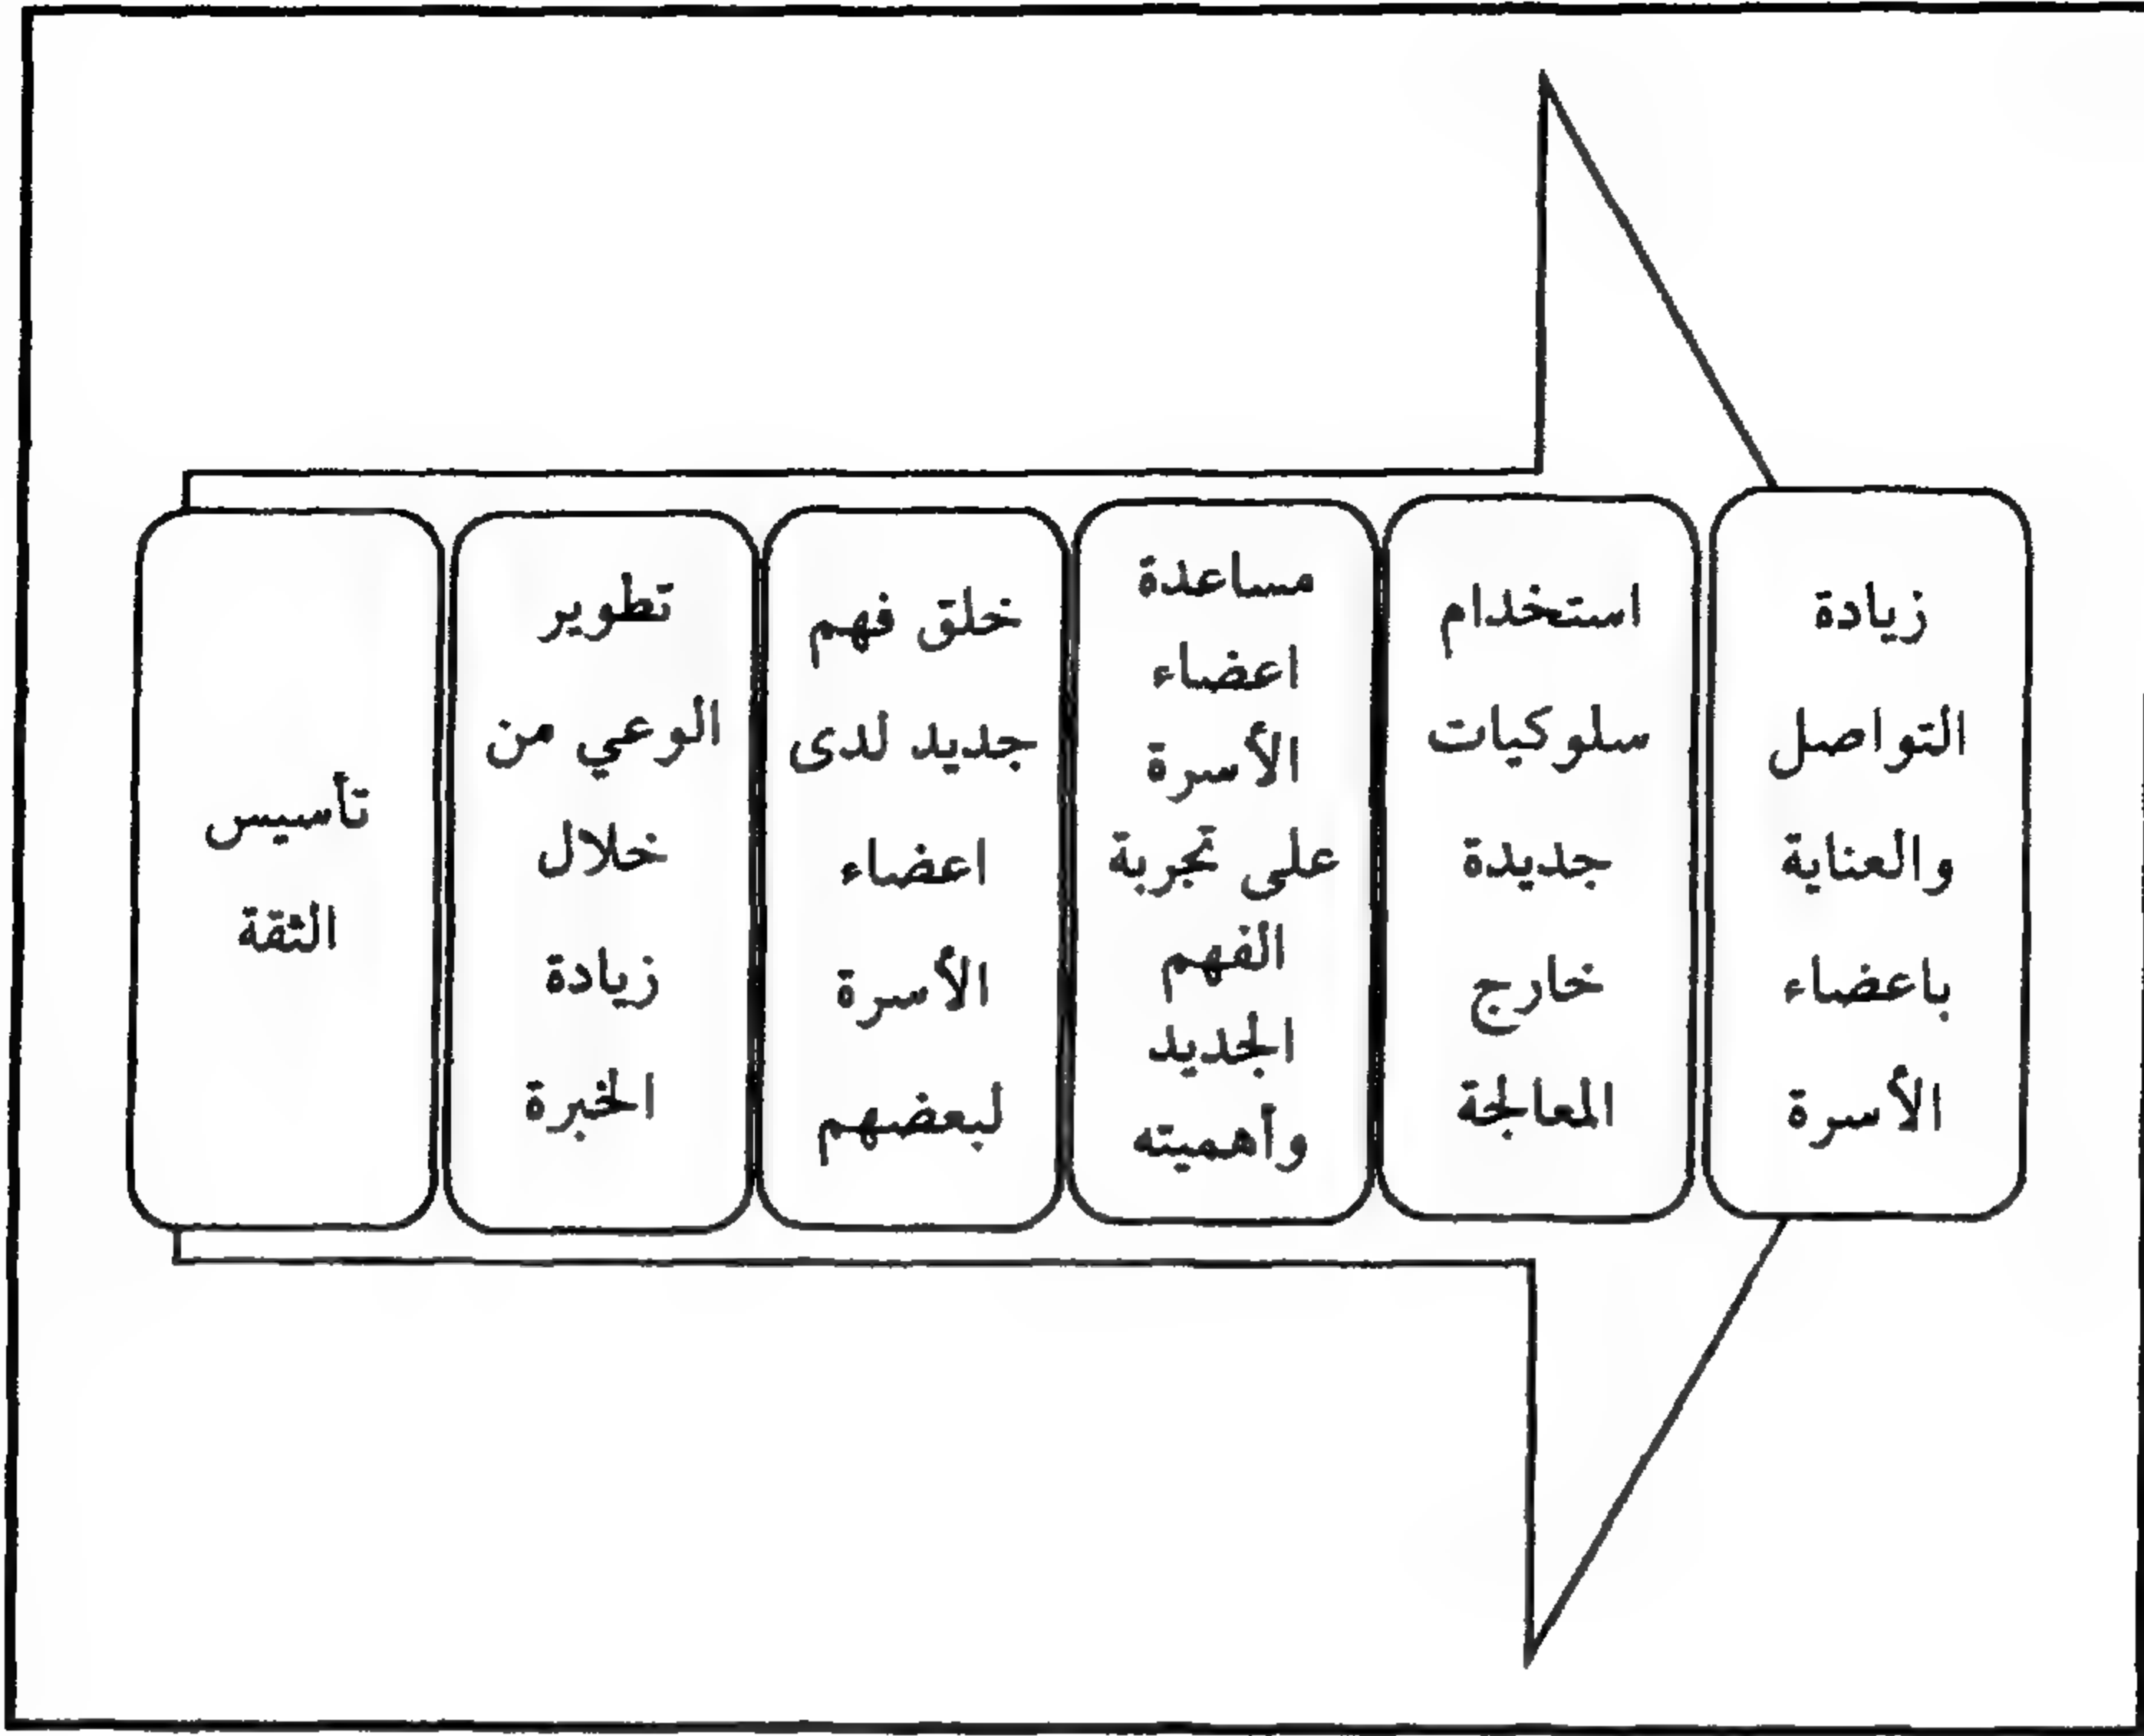 تأسيس
الثقة
تطوير
الوعي من
خلال
زيادة
الخبرة
خلق فهم
جديد لدى
اعضاء
الأسرة
لبعضهم
مساعدة
اعضاء
الأسرة
على تجربة
الفهم
الجديد
وأهميته
استخدام
سلوكيات
جديدة
خارج
المعالجة
زيادة
التواصل
والعناية
باعضاء
الأسرة